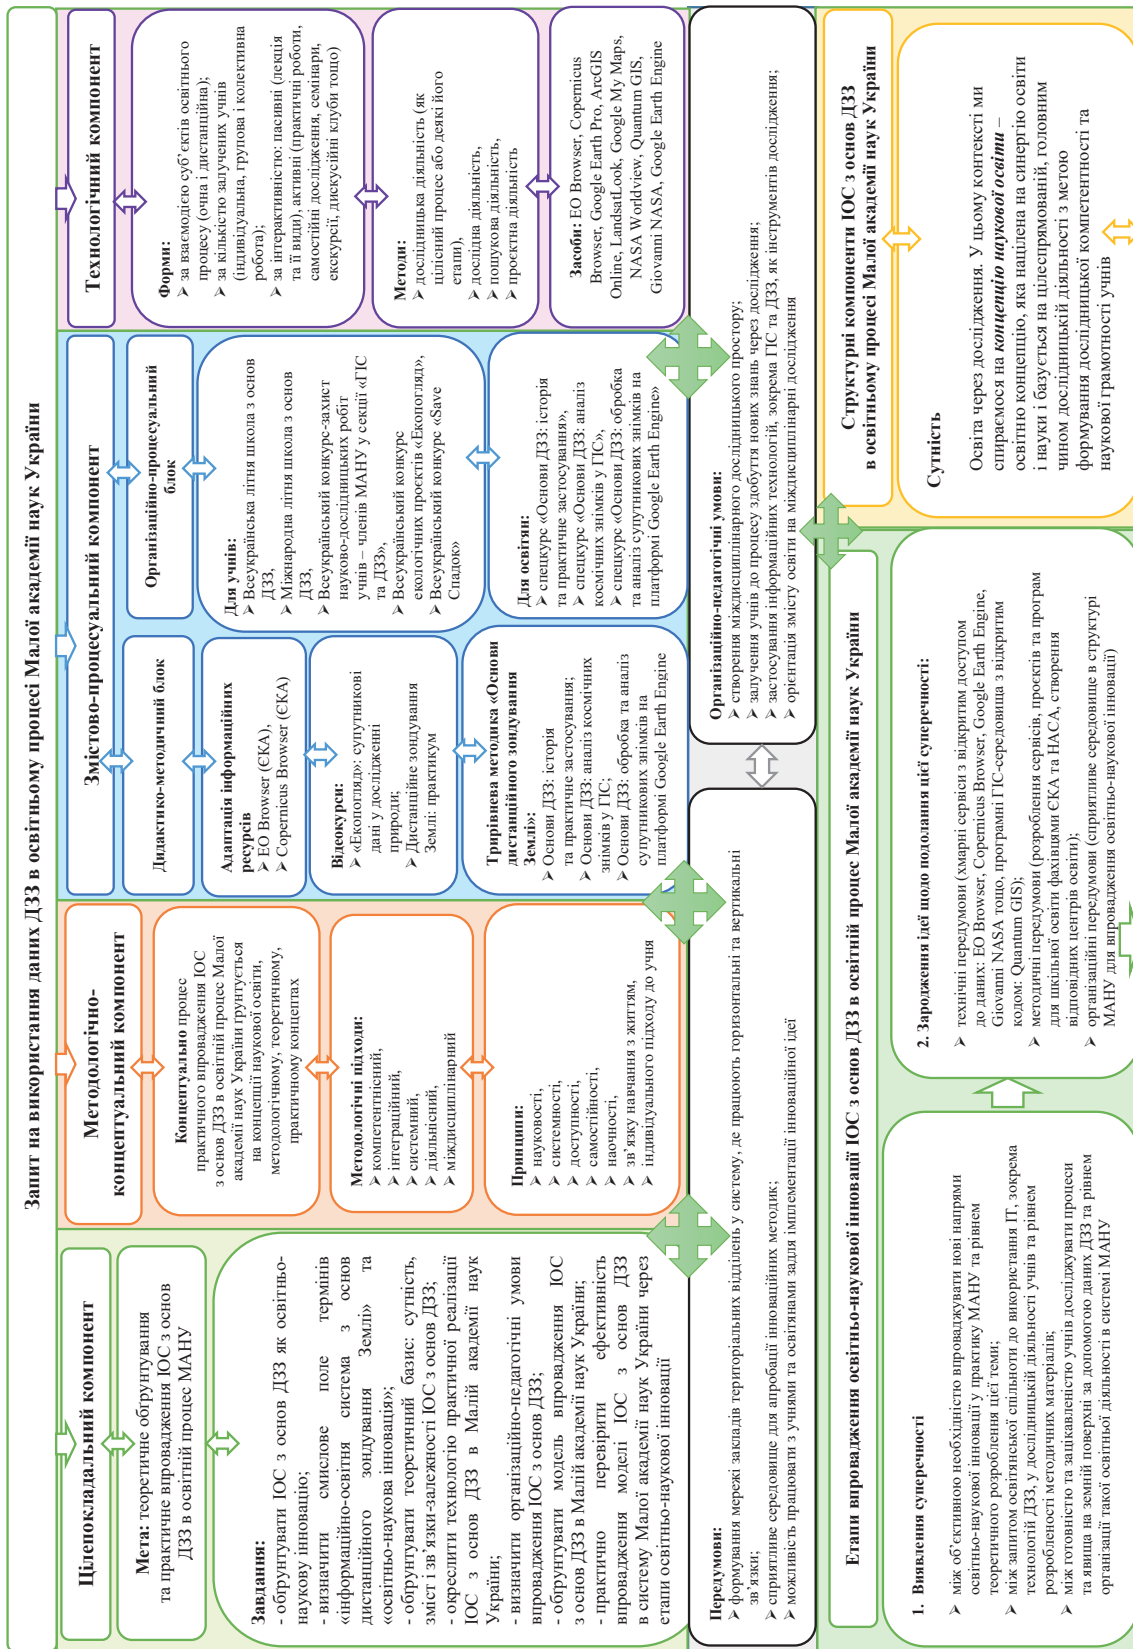 Запит на використання даних ДЗЗ в освітньому процесі Малої академії наук України
Цілепокладальний компонент
Мета: теоретичне обґрунтування
та практичне впровадження ІОС з основ
ДЗЗ в освітній процес МАНУ
Завдання:
- обґрунтувати ІОС з основ ДЗЗ як освітньо-
наукову інновацію;
- визначити смислове поле термінів
«інформаційно-освітня система з основ
дистанційного зондування Землі» та
«освітньо-наукова інновація»;
- обґрунтувати теоретичний базис: сутність,
зміст і зв’язки-залежності ІОС з основ ДЗЗ;
- окреслити технологію практичної реалізації
ІОС з основ ДЗЗ в Малій академії наук
України;
- визначити організаційно-педагогічні умови
впровадження ІОС з основ ДЗЗ;
- обґрунтувати модель впровадження ІОС
з основ ДЗЗ в Малій академії наук України;
- практично перевірити ефективність
впровадження моделі ІОС з основ ДЗЗ
в систему Малої академії наук України через
етапи освітньо-наукової інновації
Методологічно-
концептуальний компонент
Концептуально процес
практичного впровадження ІОС
з основ ДЗЗ в освітній процес Малої
академії наук України ґрунтується
на концепції наукової освіти,
методологічному, теоретичному,
практичному концептах
Методологічні підходи:
➢ компетентнісний,
➢ інтеграційний,
➢ системний,
➢ діяльнісний,
➢ міждисциплінарний
Принципи:
➢ науковості,
➢ системності,
➢ доступності,
➢ самостійності,
➢ наочності,
➢ зв’язку навчання з життям,
➢ індивідуального підходу до учня
Змістово-процесуальний компонент
Дидактико-методичний блок
Адаптація інформаційних
ресурсів
➢ EO Browser (ЄКА),
➢ Copernicus Browser (ЄКА)
Відеокурси:
➢ «Екопогляд»: супутникові
дані у дослідженні
природи;
➢ Дистанційне зондування
Землі: практикум
Трирівнева методика «Основи
дистанційного зондування
Землі»:
➢ Основи ДЗЗ: історія
та практичне застосування;
➢ Основи ДЗЗ: аналіз космічних
знімків у ГІС;
➢ Основи ДЗЗ: обробка та аналіз
супутникових знімків на
платформі Google Earth Engine
Організаційно-процесуальний
блок
Для учнів:
➢ Всеукраїнська літня школа з основ
ДЗЗ,
➢ Міжнародна літня школа з основ
ДЗЗ,
➢ Всеукраїнський конкурс-захист
науково-дослідницьких робіт
учнів – членів МАНУ у секції «ГІС
та ДЗЗ»,
➢ Всеукраїнський конкурс
екологічних проєктів «Екопогляд»,
➢ Всеукраїнський конкурс «Save
Спадок»
Для освітян:
➢ спецкурс «Основи ДЗЗ: історія
та практичне застосування»,
➢ спецкурс «Основи ДЗЗ: аналіз
космічних знімків у ГІС»,
➢ спецкурс «Основи ДЗЗ: обробка
та аналіз супутникових знімків на
платформі Google Earth Engine»
Технологічний компонент
Форми:
➢ за взаємодією суб’єктів освітнього
процесу (очна і дистанційна);
➢ за кількістю залучених учнів
(індивідуальна, групова і колективна
робота);
➢ за інтерактивністю: пасивні (лекція
та її види), активні (практичні роботи,
самостійні дослідження, семінари,
екскурсії, дискусійні клуби тощо)
Методи:
➢ дослідницька діяльність (як
цілісний процес або деякі його
етапи),
➢ дослідна діяльність,
➢ пошукова діяльність,
➢ проєктна діяльність
Засоби: EO Browser, Copernicus
Browser, Google Earth Pro, ArcGIS
Online, LandsatLook, Google My Maps,
NASA Worldview, Quantum GIS,
Giovanni NASA, Google Earth Engine
Передумови:
➢ формування мережі закладів територіальних відділень у систему, де працюють горизонтальні та вертикальні
зв’язки;
➢ сприятливе середовище для апробації інноваційних методик;
➢ можливість працювати з учнями та освітянами задля імплементації інноваційної ідеї
Організаційно-педагогічні умови:
➢ створення міждисциплінарного дослідницького простору;
➢ залучення учнів до процесу здобуття нових знань через дослідження;
➢ застосування інформаційних технологій, зокрема ГІС та ДЗЗ, як інструментів дослідження;
➢ орієнтація змісту освіти на міждисциплінарні дослідження
Етапи впровадження освітньо-наукової інновації ІОС з основ ДЗЗ в освітній процес Малої академії наук України
1. Виявлення суперечності
➢ між об’єктивною необхідністю впроваджувати нові напрями
освітньо-наукової інновації у практику МАНУ та рівнем
теоретичного розроблення цієї теми;
➢ між запитом освітянської спільноти до використання ІТ, зокрема
технологій ДЗЗ, у дослідницькій діяльності учнів та рівнем
розробленості методичних матеріалів;
➢ між готовністю та зацікавленістю учнів досліджувати процеси
та явища на земній поверхні за допомогою даних ДЗЗ та рівнем
організації такої освітньої діяльності в системі МАНУ
2. Зародження ідеї щодо подолання цієї суперечності:
➢ технічні передумови (хмарні сервіси з відкритим доступом
до даних: EO Browser, Copernicus Browser, Google Earth Engine,
Giovanni NASA тощо, програмні ГІС-середовища з відкритим
кодом: Quantum GIS);
➢ методичні передумови (розроблення сервісів, проєктів та програм
для шкільної освіти фахівцями ЄКА та НАСА, створення
відповідних центрів освіти);
➢ організаційні передумови (сприятливе середовище в структурі
МАНУ для впровадження освітньо-наукової інновації)
Структурні компоненти ІОС з основ ДЗЗ
в освітньому процесі Малої академії наук України
Сутність
Освіта через дослідження. У цьому контексті ми
спираємося на концепцію наукової освіти –
освітню концепцію, яка націлена на синергію освіти
і науки і базується на цілеспрямованій, головним
чином дослідницькій діяльності з метою
формування дослідницької компетентності та
наукової грамотності учнів